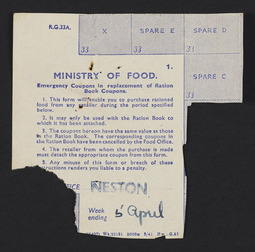 R.G.33A.
X
SPARE E
SPARE D
33
33
33
1.
SPARE C
33
MINISTRY OF FOOD.
Emergency Coupons in replacement of Ration
Book Coupons.
1. This form will enable you to purchase rationed
food from any retailer during the period specified
below.
2. It may only be used with the Ration Book to
which it has been attached.
3. The coupons hereon have the same value as those
in the Ration Book. The corresponding coupons in
the Ration Book have been cancelled by the Food Office.
4. The retailer from whom the purchase is made
must detach the appropriate coupon from this form.
5. Any misuse of this form or breach of these
instructions renders you liable to a penalty.
NESTON
Week
ending
5 April